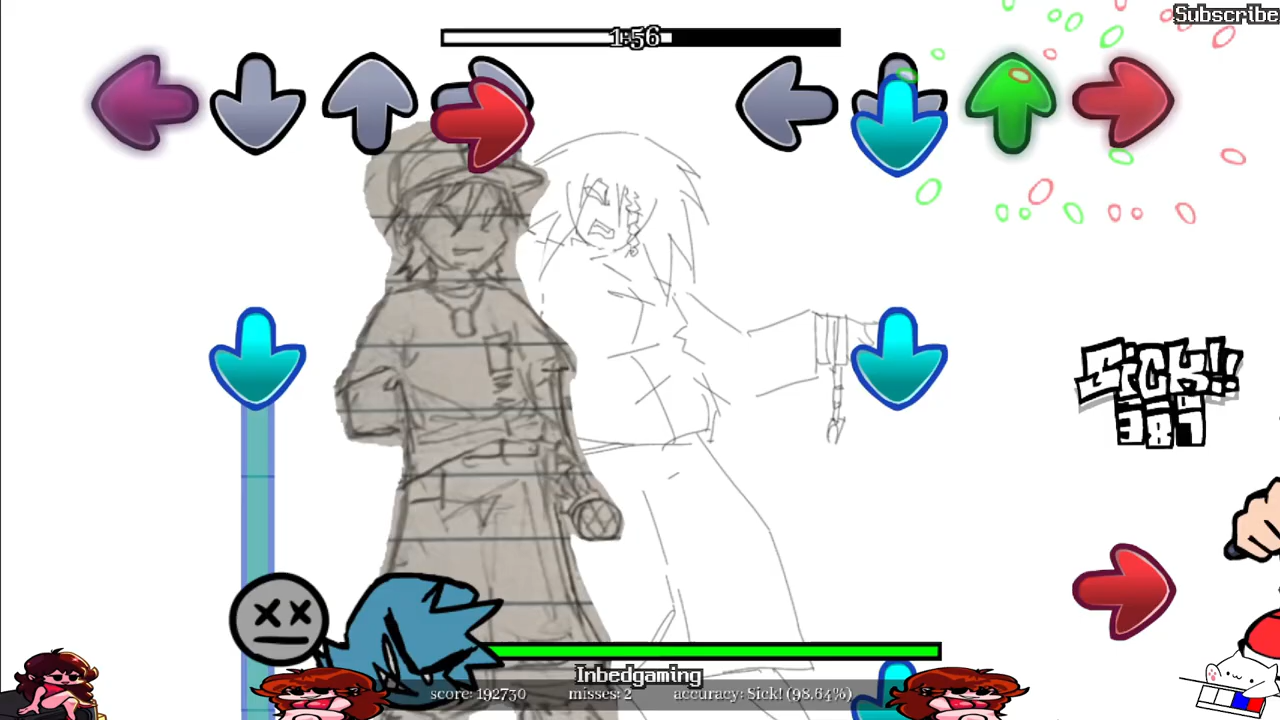 Subscribe
1:56
SiCK!!
387
Inbedgaming
score: 192730 misses: 2 accuracy: Sick! (98.64%)